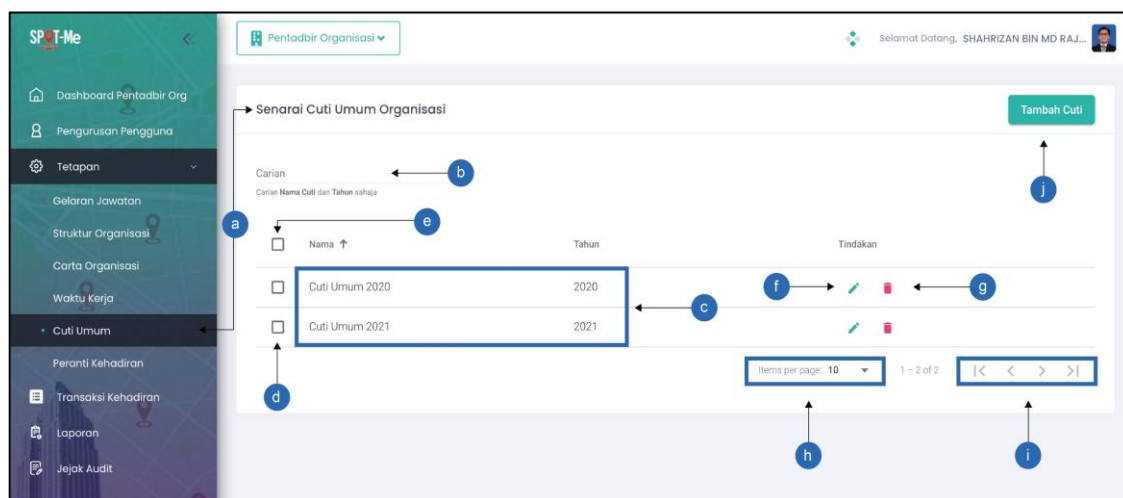 SPOT-Me
Pentadbir Organisasi
Selamat Datang, SHAHRIZAN BIN MD RAJ...
Dashboard Pentadbir Org
Pengurusan Pengguna
Tetapan
Gelaran Jawatan
Struktur Organisasi
Carta Organisasi
Waktu Kerja
Cuti Umum
Peranti Kehadiran
Transaksi Kehadiran
Laporan
Jejak Audit
a
Senarai Cuti Umum Organisasi
Tambah Cuti
j
Carian
b
Carian Nama Cuti dan Tahun sahaja
e
Nama Tahun Tindakan
Cuti Umum 2020 2020
f
g
c
Cuti Umum 2021 2021
d
Items per page: 10 1 – 2 of 2
h
i